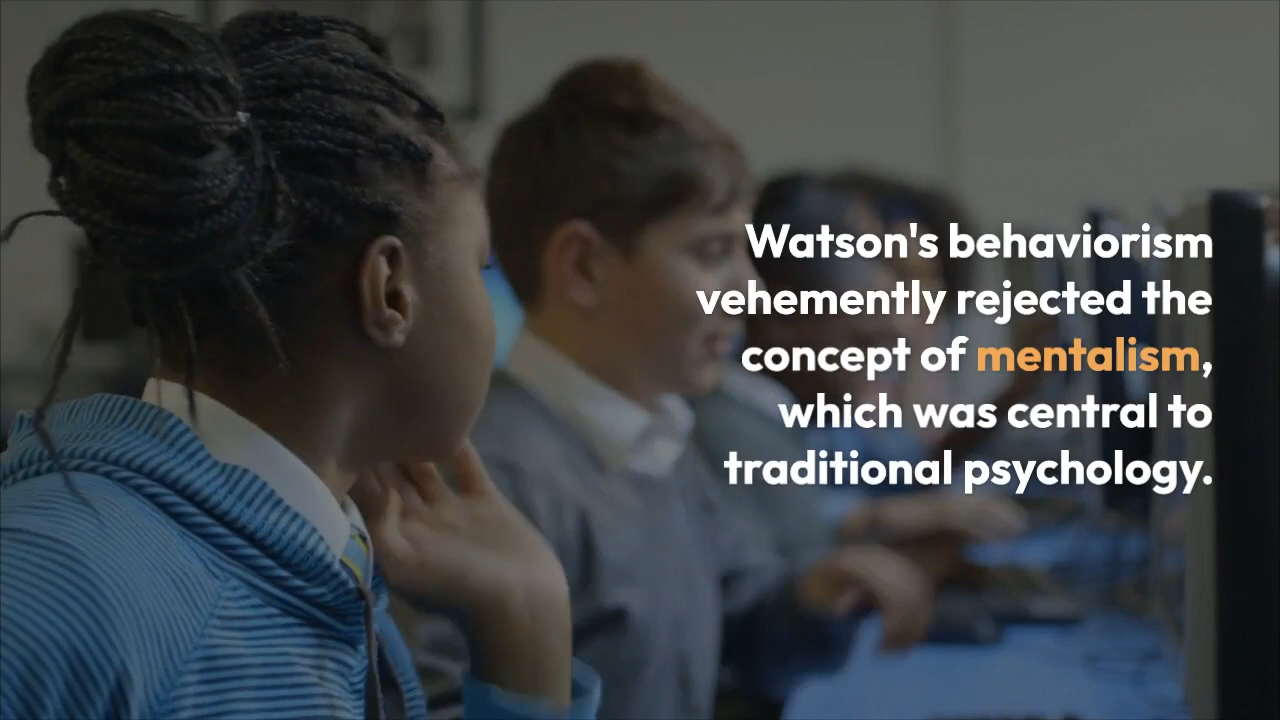 Watson's behaviorism
vehemently rejected the
concept of mentalism,
which was central to
traditional psychology.